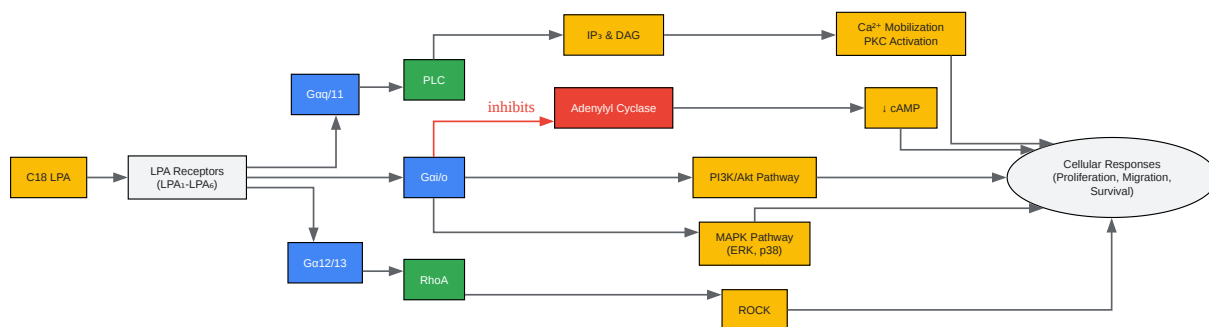 C18 LPA
LPA Receptors
(LPA₁-LPA₆)
Gαq/11
PLC
IP₃ & DAG
Ca²⁺ Mobilization
PKC Activation
inhibits
Adenylyl Cyclase
↓ cAMP
Gαi/o
PI3K/Akt Pathway
MAPK Pathway
(ERK, p38)
Gα12/13
RhoA
ROCK
Cellular Responses
(Proliferation, Migration,
Survival)